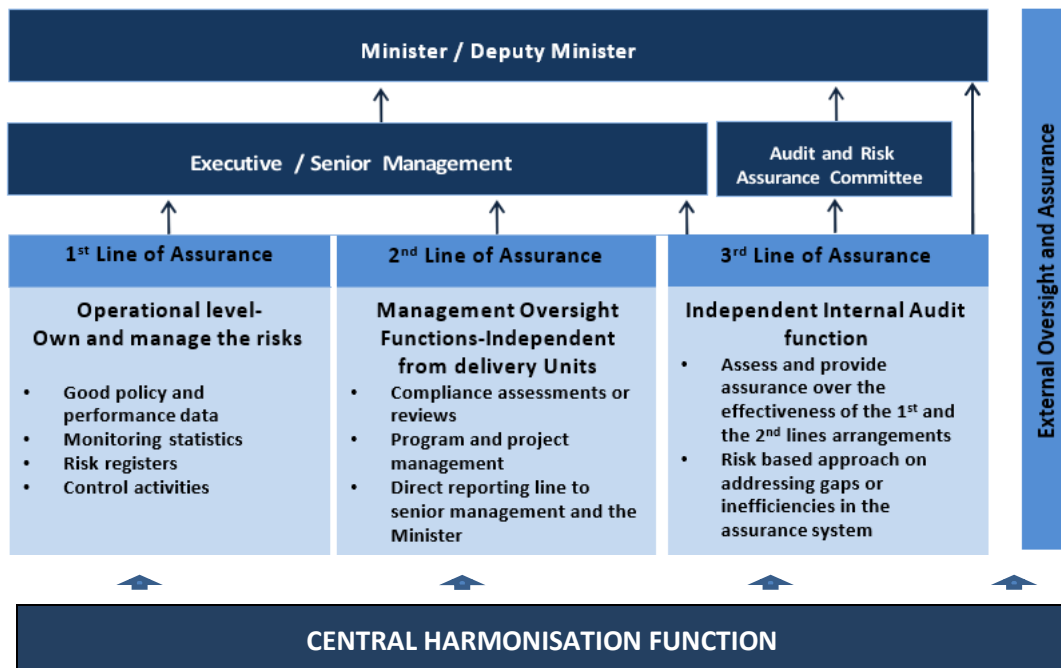 Minister / Deputy Minister
Executive / Senior Management
Audit and Risk
Assurance Committee
1st Line of Assurance
Operational level-
Own and manage the risks
• Good policy and
performance data
• Monitoring statistics
• Risk registers
• Control activities
2nd Line of Assurance
Management Oversight
Functions-Independent
from delivery Units
• Compliance assessments or
reviews
• Program and project
management
• Direct reporting line to
senior management and the
Minister
3rd Line of Assurance
Independent Internal Audit
function
• Assess and provide
assurance over the
effectiveness of the 1st and
the 2nd lines arrangements
• Risk based approach on
addressing gaps or
inefficiencies in the
assurance system
External Oversight and Assurance
CENTRAL HARMONISATION FUNCTION